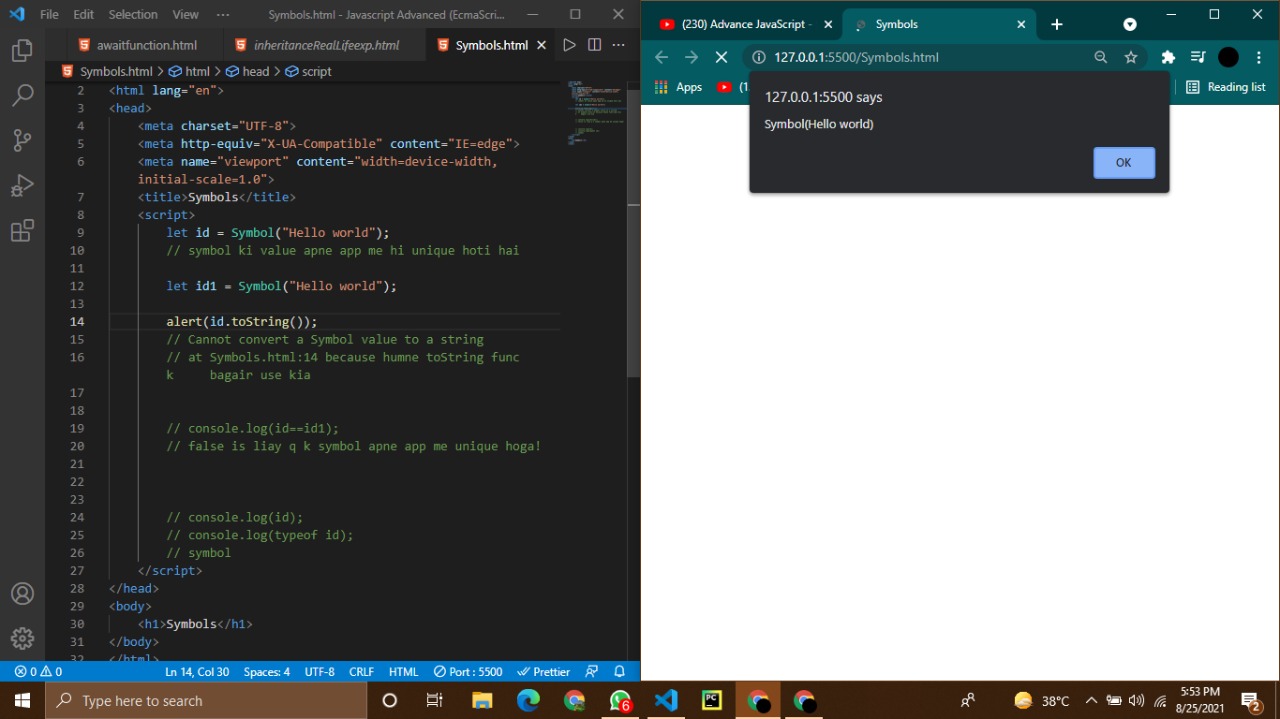 File Edit Selection View ··· Symbols.html - Javascript Advanced (EcmaScri...
awaitfunction.html inheritanceRealLifeexp.html Symbols.html
Symbols.html > html > head > script
2 <html lang="en">
3 <head>
4 <meta charset="UTF-8">
5 <meta http-equiv="X-UA-Compatible" content="IE=edge">
6 <meta name="viewport" content="width=device-width,
initial-scale=1.0">
7 <title>Symbols</title>
8 <script>
9 let id = Symbol("Hello world");
10 // symbol ki value apne app me hi unique hoti hai
11
12 let id1 = Symbol("Hello world");
13
14 alert(id.toString());
15 // Cannot convert a Symbol value to a string
16 // at Symbols.html:14 because humne toString func
k bagair use kia
17
18
19 // console.log(id==id1);
20 // false is liay q k symbol apne app me unique hoga!
21
22
23
24 // console.log(id);
25 // console.log(typeof id);
26 // symbol
27 </script>
28 </head>
29 <body>
30 <h1>Symbols</h1>
31 </body>
32 </html>
0 0 Ln 14, Col 30 Spaces: 4 UTF-8 CRLF HTML Port : 5500 Prettier
(230) Advance JavaScript - Symbols
127.0.0.1:5500/Symbols.html
Apps (1 Reading list
127.0.0.1:5500 says
Symbol(Hello world)
OK
Type here to search
PC
6
38°C
5:53 PM
8/25/2021
2